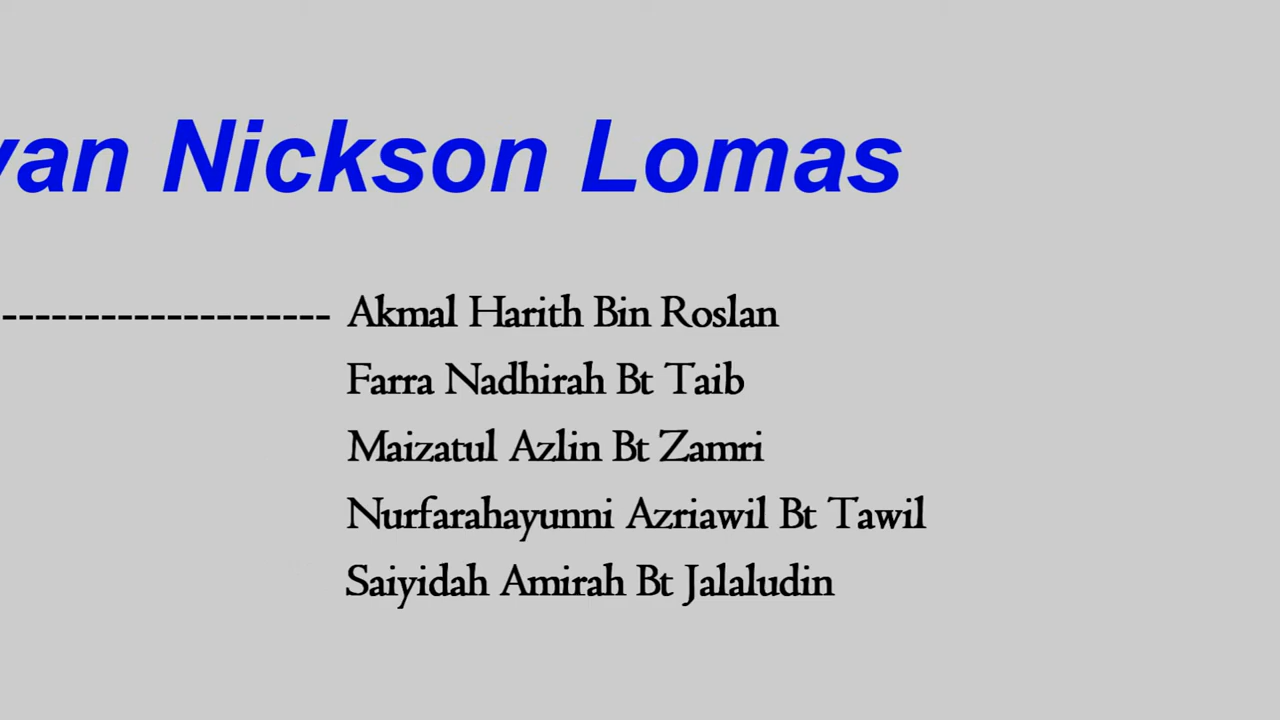 Nickson Lomas
-------------------- Akmal Harith Bin Roslan
Farra Nadhirah Bt Taib
Maizatul Azlin Bt Zamri
Nurfarahayunni Azriawil Bt Tawil
Saiyidah Amirah Bt Jalaludin